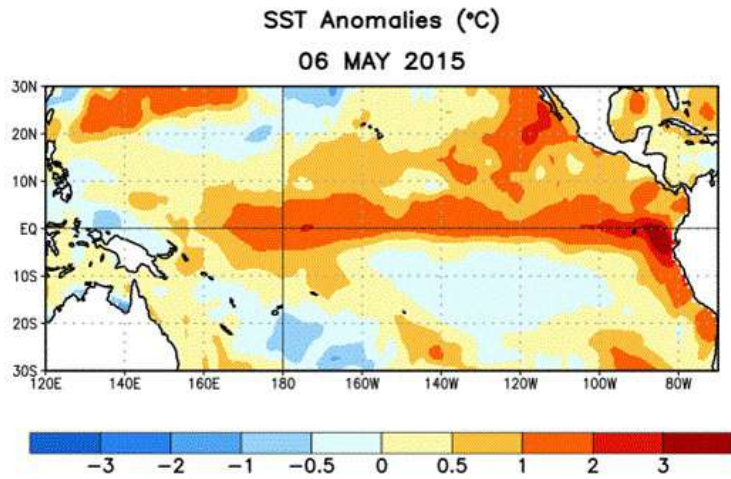 SST Anomalies (°C)
06 MAY 2015
30N
20N
10N
EQ
10S
20S
30S
120E 140E 160E 180 160W 140W 120W 100W 80W
-3 -2 -1 -0.5 0 0.5 1 2 3